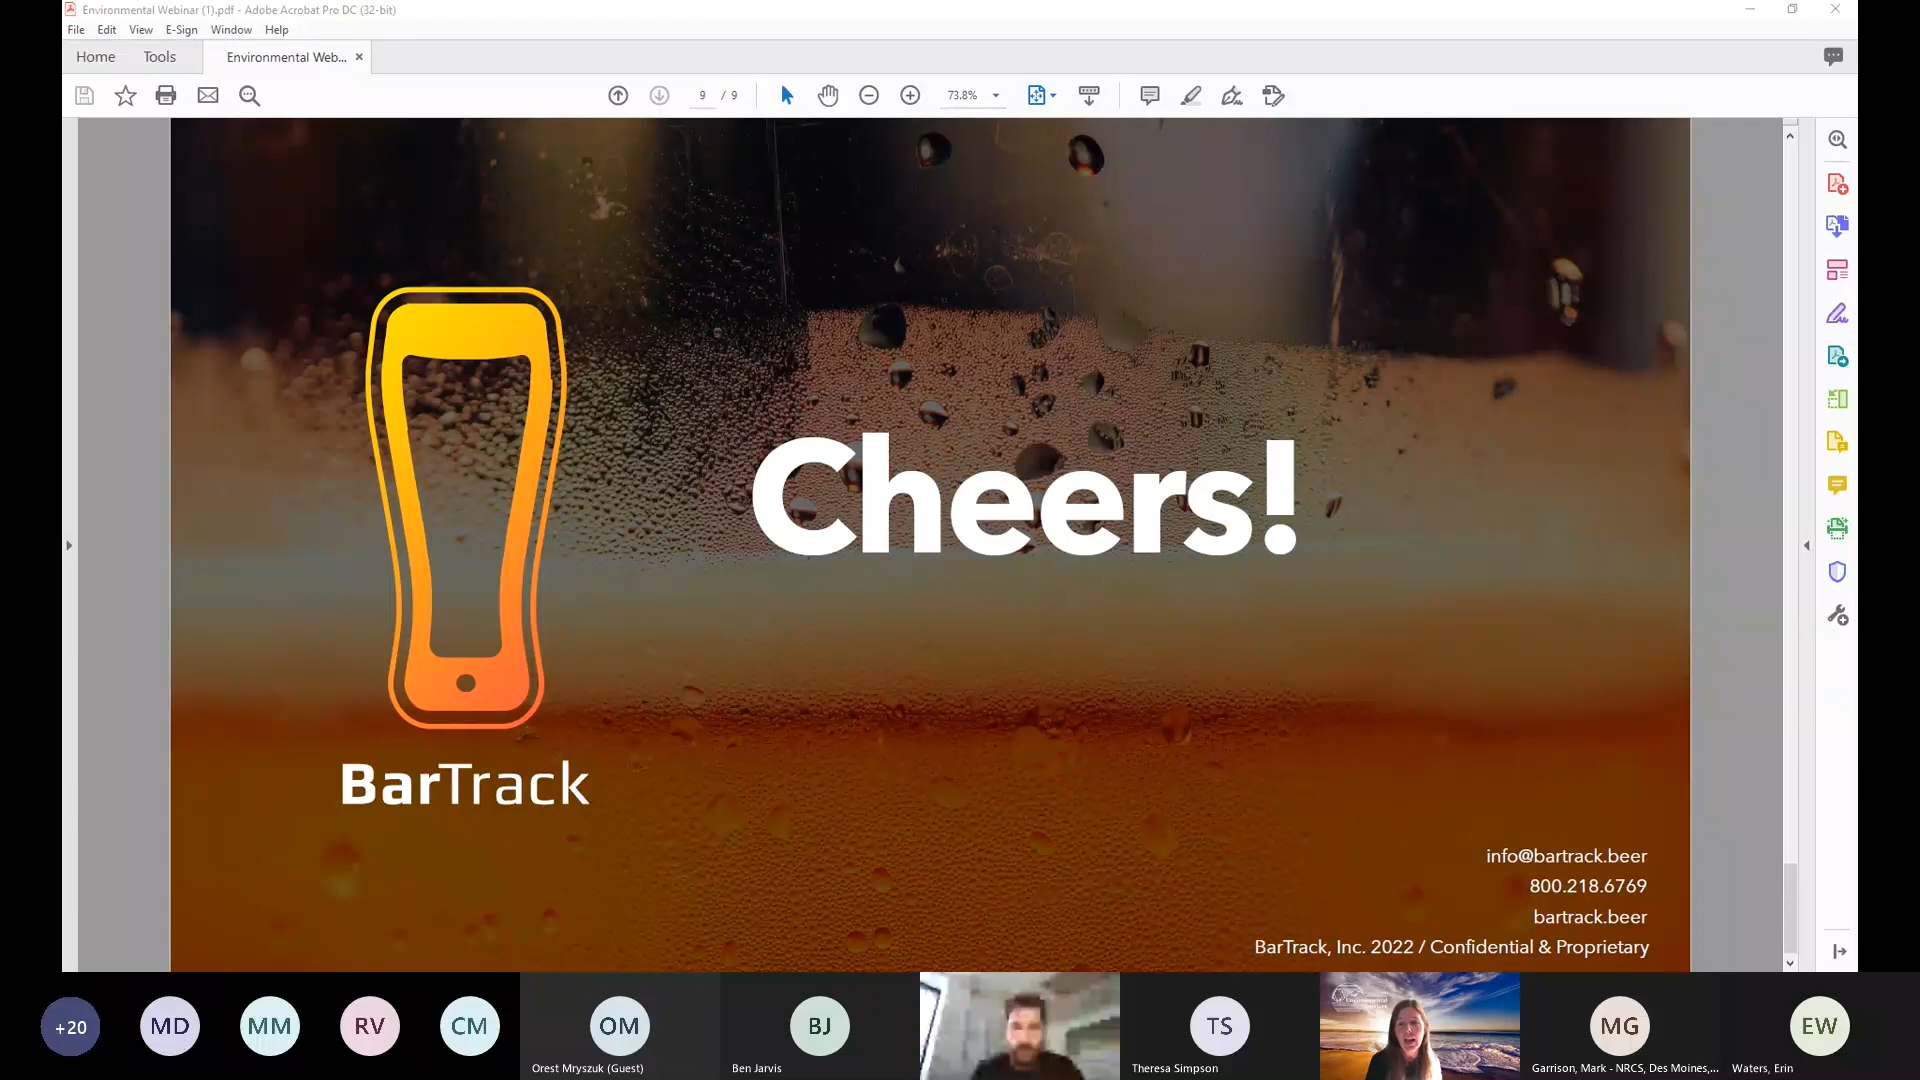 Environmental Webinar (1).pdf - Adobe Acrobat Pro DC (32-bit)
File Edit View E-Sign Window Help
Home Tools Environmental Web... ×
9 / 9 73.8%
Cheers!
BarTrack
info@bartrack.beer
800.218.6769
bartrack.beer
BarTrack, Inc. 2022 / Confidential & Proprietary
+20 MD MM RV CM OM BJ TS MG EW
Orest Mryszuk (Guest) Ben Jarvis Theresa Simpson Garrison, Mark - NRCS, Des Moines,... Waters, Erin